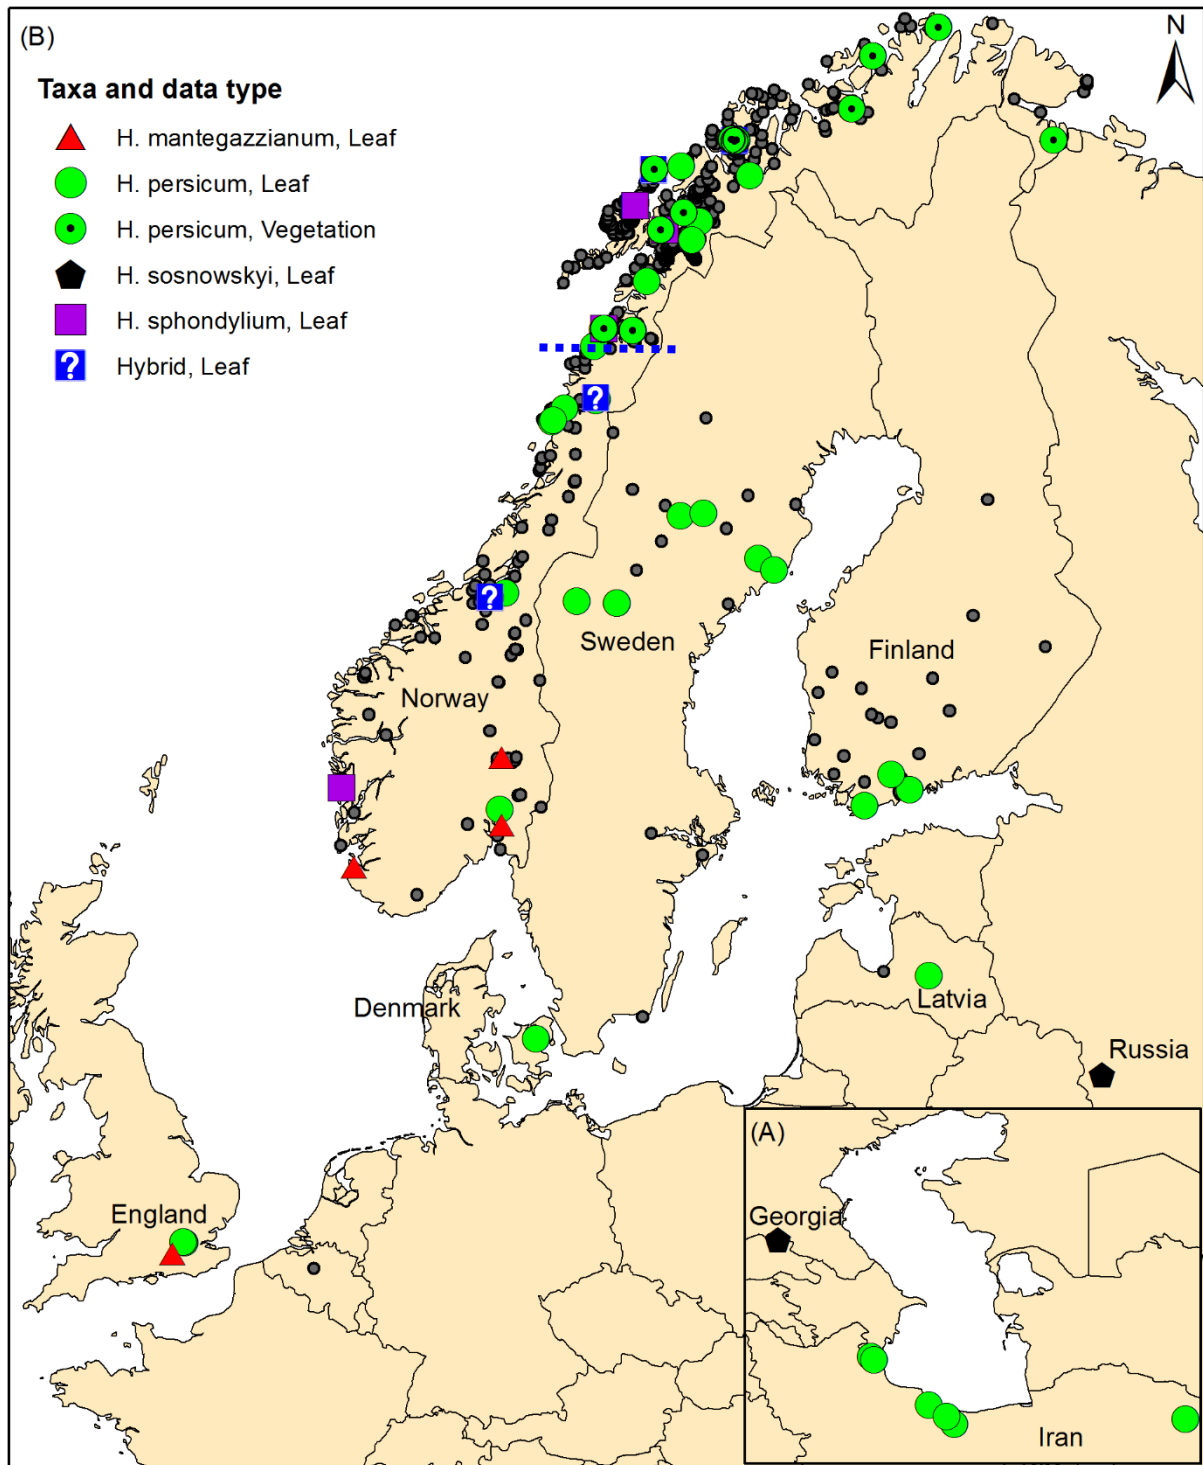 (B)
N
Taxa and data type
H. mantegazzianum, Leaf
H. persicum, Leaf
H. persicum, Vegetation
H. sosnowskyi, Leaf
H. sphondylium, Leaf
? Hybrid, Leaf
?
?
Sweden
Finland
Norway
Denmark
Latvia
Russia
(A)
England
Georgia
Iran